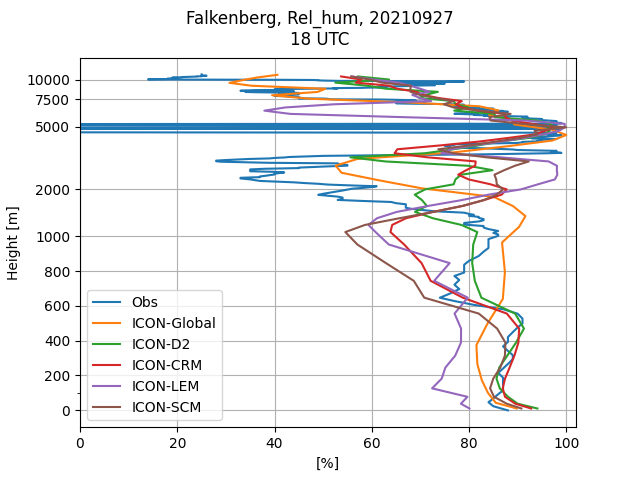 Falkenberg, Rel_hum, 20210927
18 UTC
Height [m]
10000
7500
5000
2000
1000
800
600
400
200
0
Obs
ICON-Global
ICON-D2
ICON-CRM
ICON-LEM
ICON-SCM
0 20 40 60 80 100
[%]